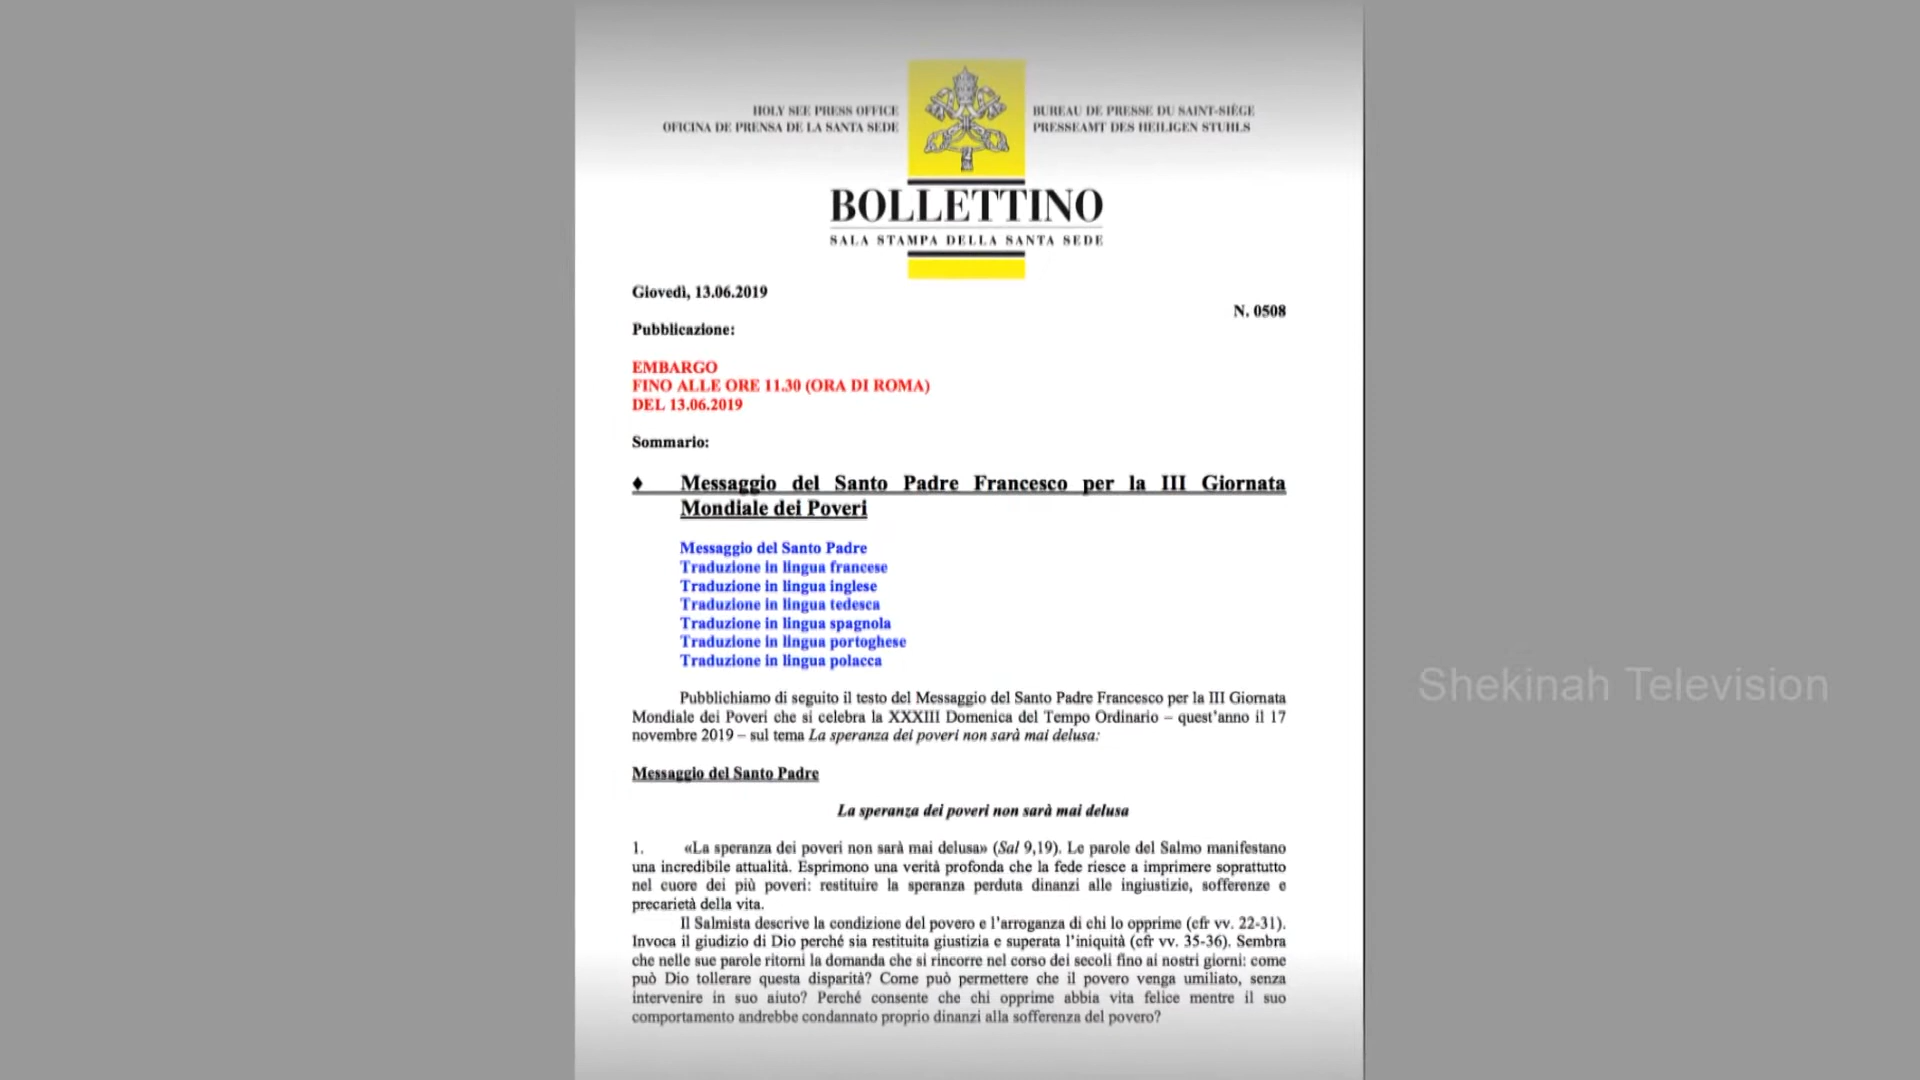 HOLY SEE PRESS OFFICE
OFICINA DE PRENSA DE LA SANTA SEDE
BUREAU DE PRESSE DU SAINT-SIÈGE
PRESSEAMT DES HEILIGEN STUHLS
BOLLETTINO
SALA STAMPA DELLA SANTA SEDE
Giovedì, 13.06.2019
N. 0508
Pubblicazione:
EMBARGO
FINO ALLE ORE 11.30 (ORA DI ROMA)
DEL 13.06.2019
Sommario:
♦ Messaggio del Santo Padre Francesco per la III Giornata
Mondiale dei Poveri
Messaggio del Santo Padre
Traduzione in lingua francese
Traduzione in lingua inglese
Traduzione in lingua tedesca
Traduzione in lingua spagnola
Traduzione in lingua portoghese
Traduzione in lingua polacca
Pubblichiamo di seguito il testo del Messaggio del Santo Padre Francesco per la III Giornata
Mondiale dei Poveri che si celebra la XXXIII Domenica del Tempo Ordinario – quest’anno il 17
novembre 2019 – sul tema La speranza dei poveri non sarà mai delusa:
Messaggio del Santo Padre
La speranza dei poveri non sarà mai delusa
1. «La speranza dei poveri non sarà mai delusa» (Sal 9,19). Le parole del Salmo manifestano
una incredibile attualità. Esprimono una verità profonda che la fede riesce a imprimere soprattutto
nel cuore dei più poveri: restituire la speranza perduta dinanzi alle ingiustizie, sofferenze e
precarietà della vita.
Il Salmista descrive la condizione del povero e l’arroganza di chi lo opprime (cfr vv. 22-31).
Invoca il giudizio di Dio perché sia restituita giustizia e superata l’iniquità (cfr vv. 35-36). Sembra
che nelle sue parole ritorni la domanda che si rincorre nel corso dei secoli fino ai nostri giorni: come
può Dio tollerare questa disparità? Come può permettere che il povero venga umiliato, senza
intervenire in suo aiuto? Perché consente che chi opprime abbia vita felice mentre il suo
comportamento andrebbe condannato proprio dinanzi alla sofferenza del povero?
Shekinah Television